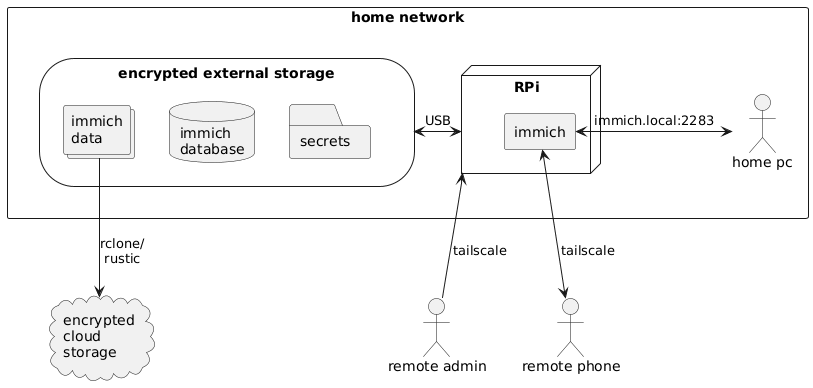 home network
encrypted external storage
RPi
immich
data
immich
database
secrets
USB
immich
immich.local:2283
home pc
rclone/
rustic
tailscale
tailscale
encrypted
cloud
storage
remote admin
remote phone